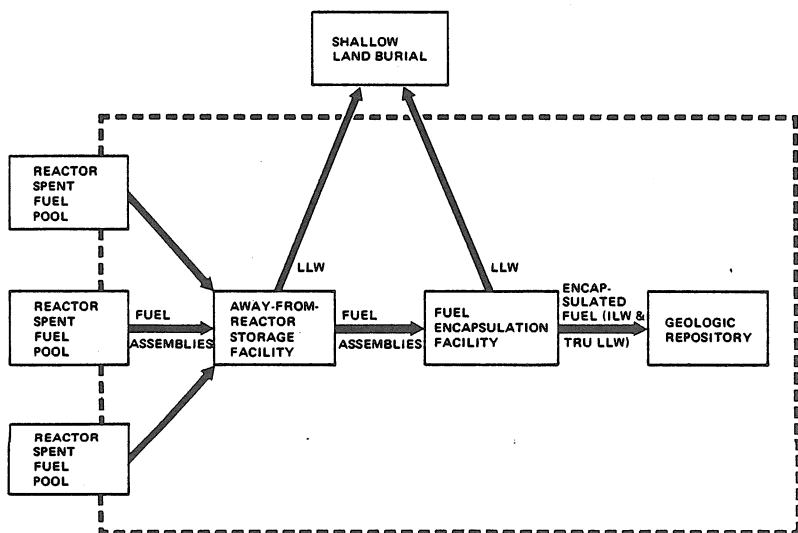 SHALLOW
LAND BURIAL
REACTOR
SPENT
FUEL
POOL
LLW
LLW
REACTOR
SPENT
FUEL
POOL
FUEL
ASSEMBLIES
AWAY-FROM-
REACTOR
STORAGE
FACILITY
FUEL
ASSEMBLIES
FUEL
ENCAPSULATION
FACILITY
ENCAP-
SULATED
FUEL (ILW &
TRU LLW)
GEOLOGIC
REPOSITORY
REACTOR
SPENT
FUEL
POOL